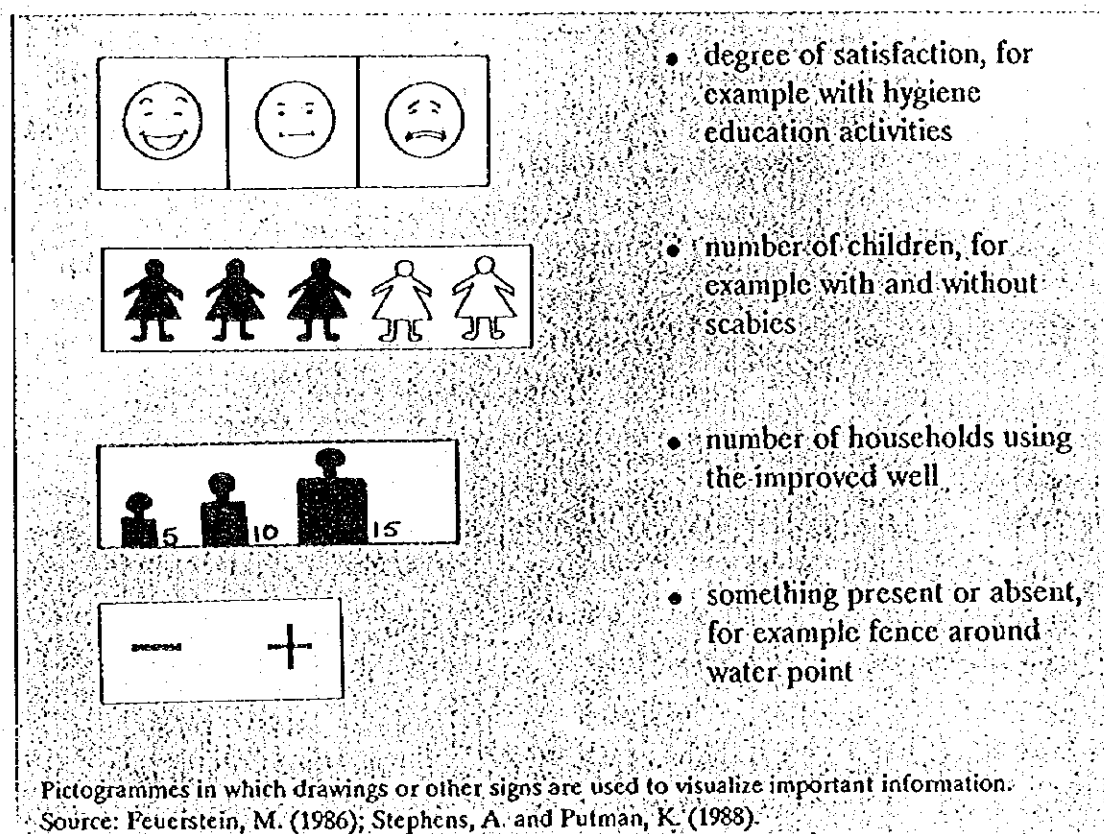 • degree of satisfaction, for
example with hygiene
education activities
• number of children, for
example with and without
scabies
• number of households using
the improved well
5 10 15
• something present or absent,
for example fence around
water point
Pictogrammes in which drawings or other signs are used to visualize important information.
Source: Feuerstein, M. (1986); Stephens, A. and Putman, K. (1988).